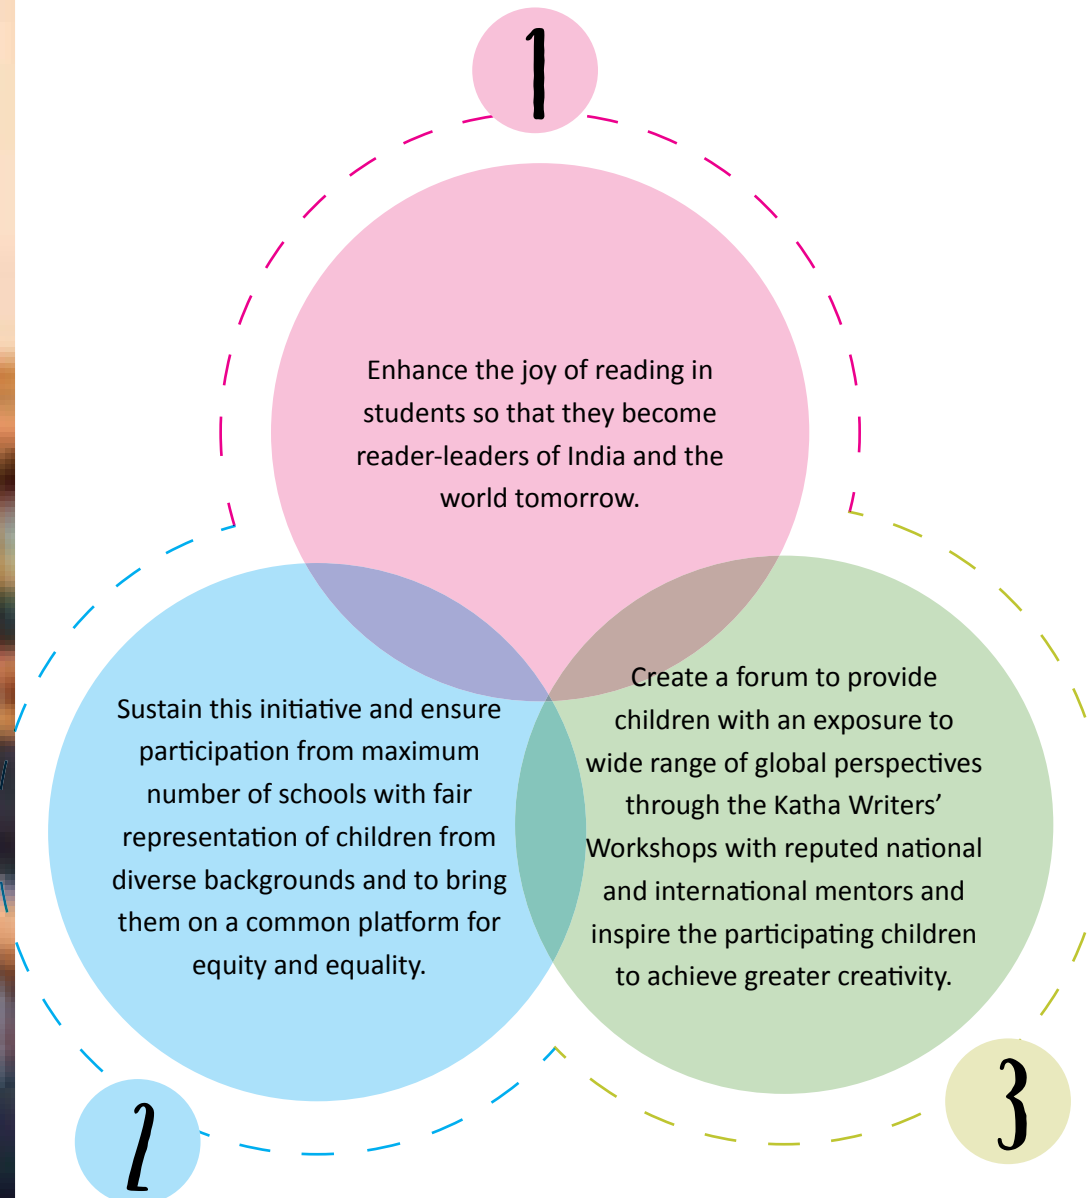 1
Enhance the joy of reading in
students so that they become
reader-leaders of India and the
world tomorrow.
Sustain this initiative and ensure
participation from maximum
number of schools with fair
representation of children from
diverse backgrounds and to bring
them on a common platform for
equity and equality.
2
Create a forum to provide
children with an exposure to
wide range of global perspectives
through the Katha Writers’
Workshops with reputed national
and international mentors and
inspire the participating children
to achieve greater creativity.
3